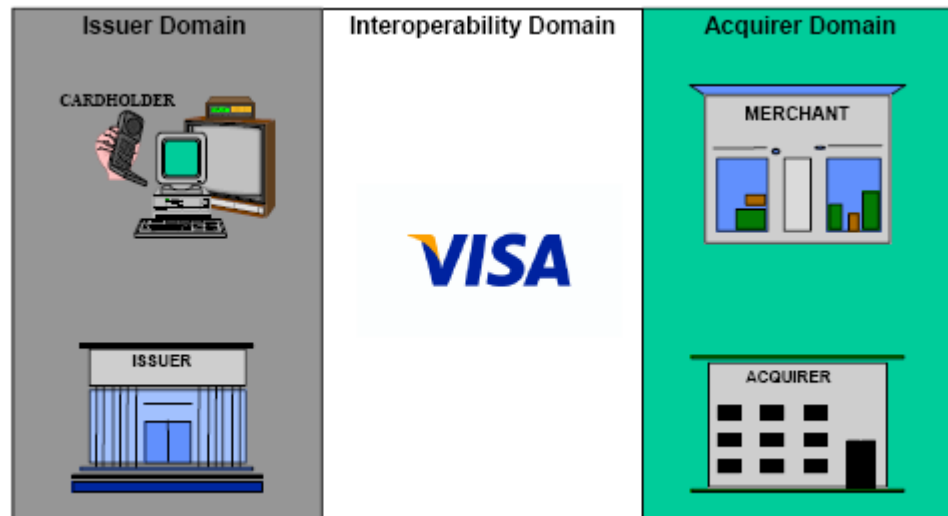 Issuer Domain
Interoperability Domain
Acquirer Domain
CARDHOLDER
MERCHANT
VISA
ISSUER
ACQUIRER